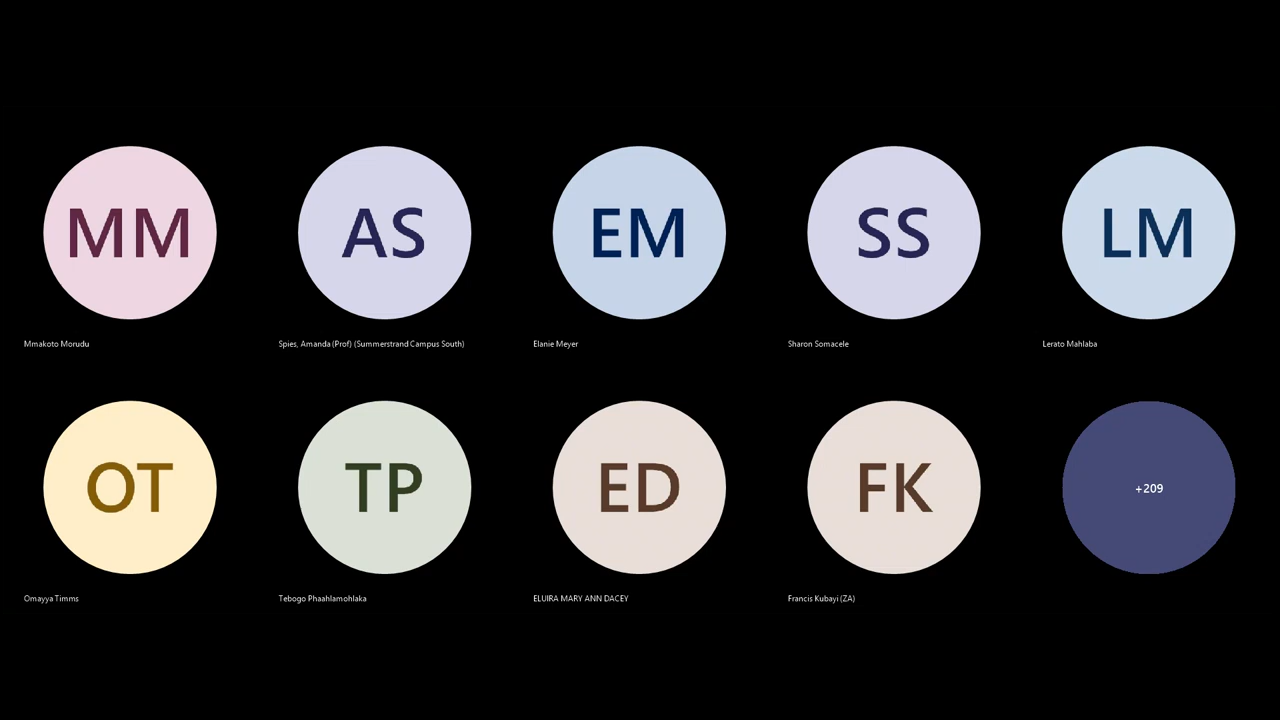 MM
AS
EM
SS
LM
Mmakoto Morudu
Spies, Amanda (Prof) (Summerstrand Campus South)
Elanie Meyer
Sharon Somacele
Lerato Mahlaba
OT
TP
ED
FK
+209
Omayya Timms
Tebogo Phaahlamohlaka
ELUIRA MARY ANN DACEY
Francis Kubayi (ZA)